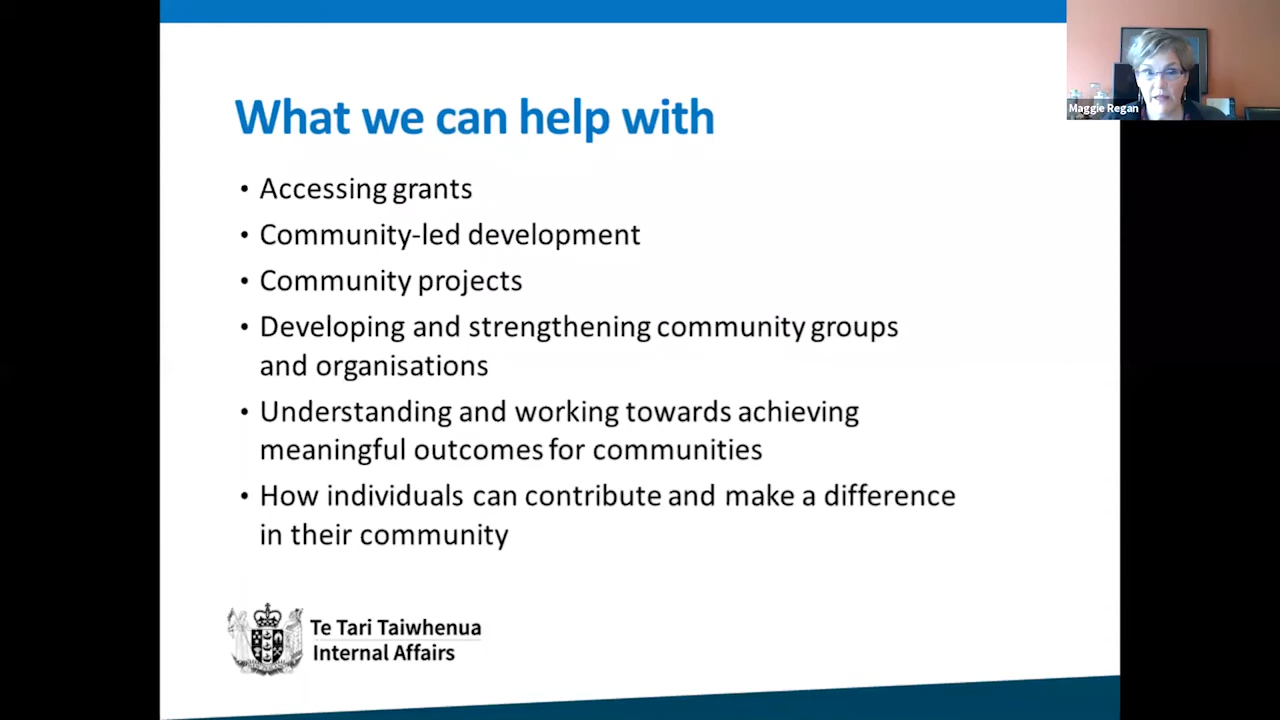 What we can help with
• Accessing grants
• Community-led development
• Community projects
• Developing and strengthening community groups
and organisations
• Understanding and working towards achieving
meaningful outcomes for communities
• How individuals can contribute and make a difference
in their community
Te Tari Taiwhenua
Internal Affairs
Maggie Regan